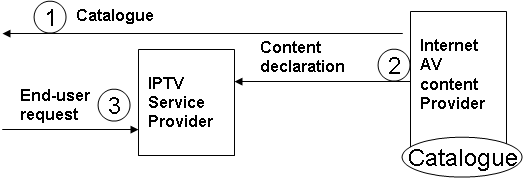 1 Catalogue
Content
declaration
2
Internet
AV
content
Provider
End-user
request
3
IPTV
Service
Provider
Catalogue